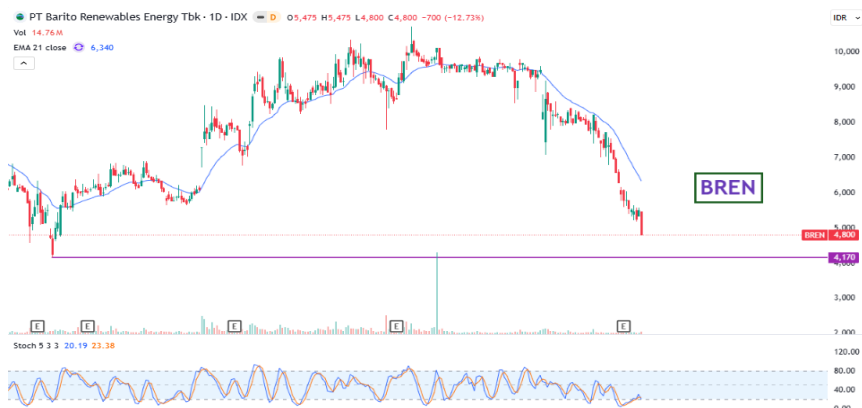 PT Barito Renewables Energy Tbk · 1D · IDX D O5,475 H5,475 L4,800 C4,800 −700 (−12.73%)
IDR
Vol 14.76M
EMA 21 close 6,340
10,000
9,000
8,000
7,000
BREN
6,000
5,000
BREN 4,800
4,170
4,000
3,000
E E E E E
2,000
Stoch 5 3 3 20.19 23.38
120.00
80.00
40.00
0.00